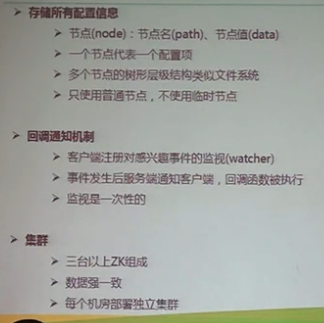 存储所有配置信息
节点(node)：节点名(path)、节点值(data)
一个节点代表一个配置项
多个节点的树形层级结构类似文件系统
只使用普通节点，不使用临时节点
回调通知机制
客户端注册对感兴趣事件的监视(watcher)
事件发生后服务端通知客户端，回调函数被执行
监视是一次性的
集群
三台以上ZK组成
数据强一致
每个机房部署独立集群